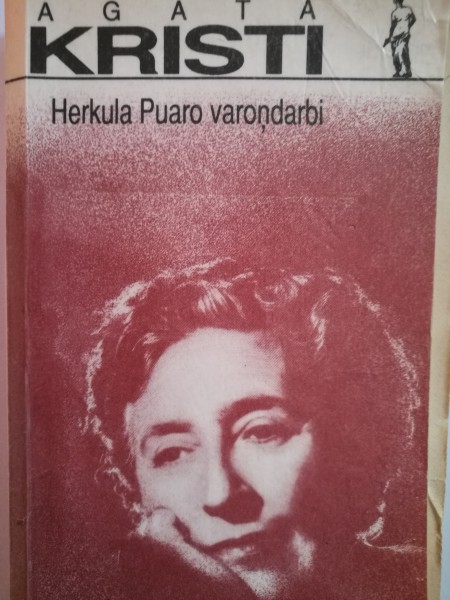 AGATA
KRISTI
Herkula Puaro varoņdarbi